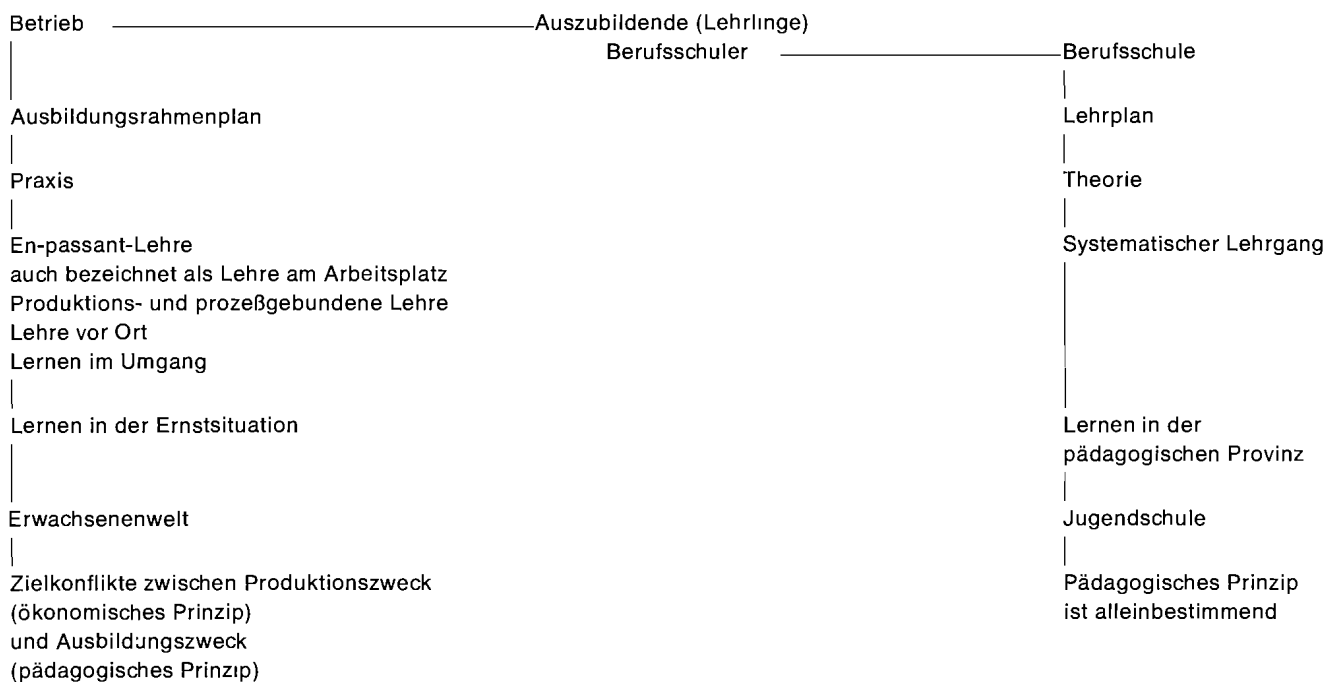 Betrieb
Auszubildende (Lehrlinge)
Berufsschuler
Berufsschule
Ausbildungsrahmenplan
Lehrplan
Praxis
Theorie
En-passant-Lehre
Systematischer Lehrgang
auch bezeichnet als Lehre am Arbeitsplatz
Produktions- und prozeßgebundene Lehre
Lehre vor Ort
Lernen im Umgang
Lernen in der Ernstsituation
Lernen in der
pädagogischen Provinz
Erwachsenenwelt
Jugendschule
Zielkonflikte zwischen Produktionszweck
(ökonomisches Prinzip)
und Ausbildungszweck
(pädagogisches Prinzip)
Pädagogisches Prinzip
ist alleinbestimmend